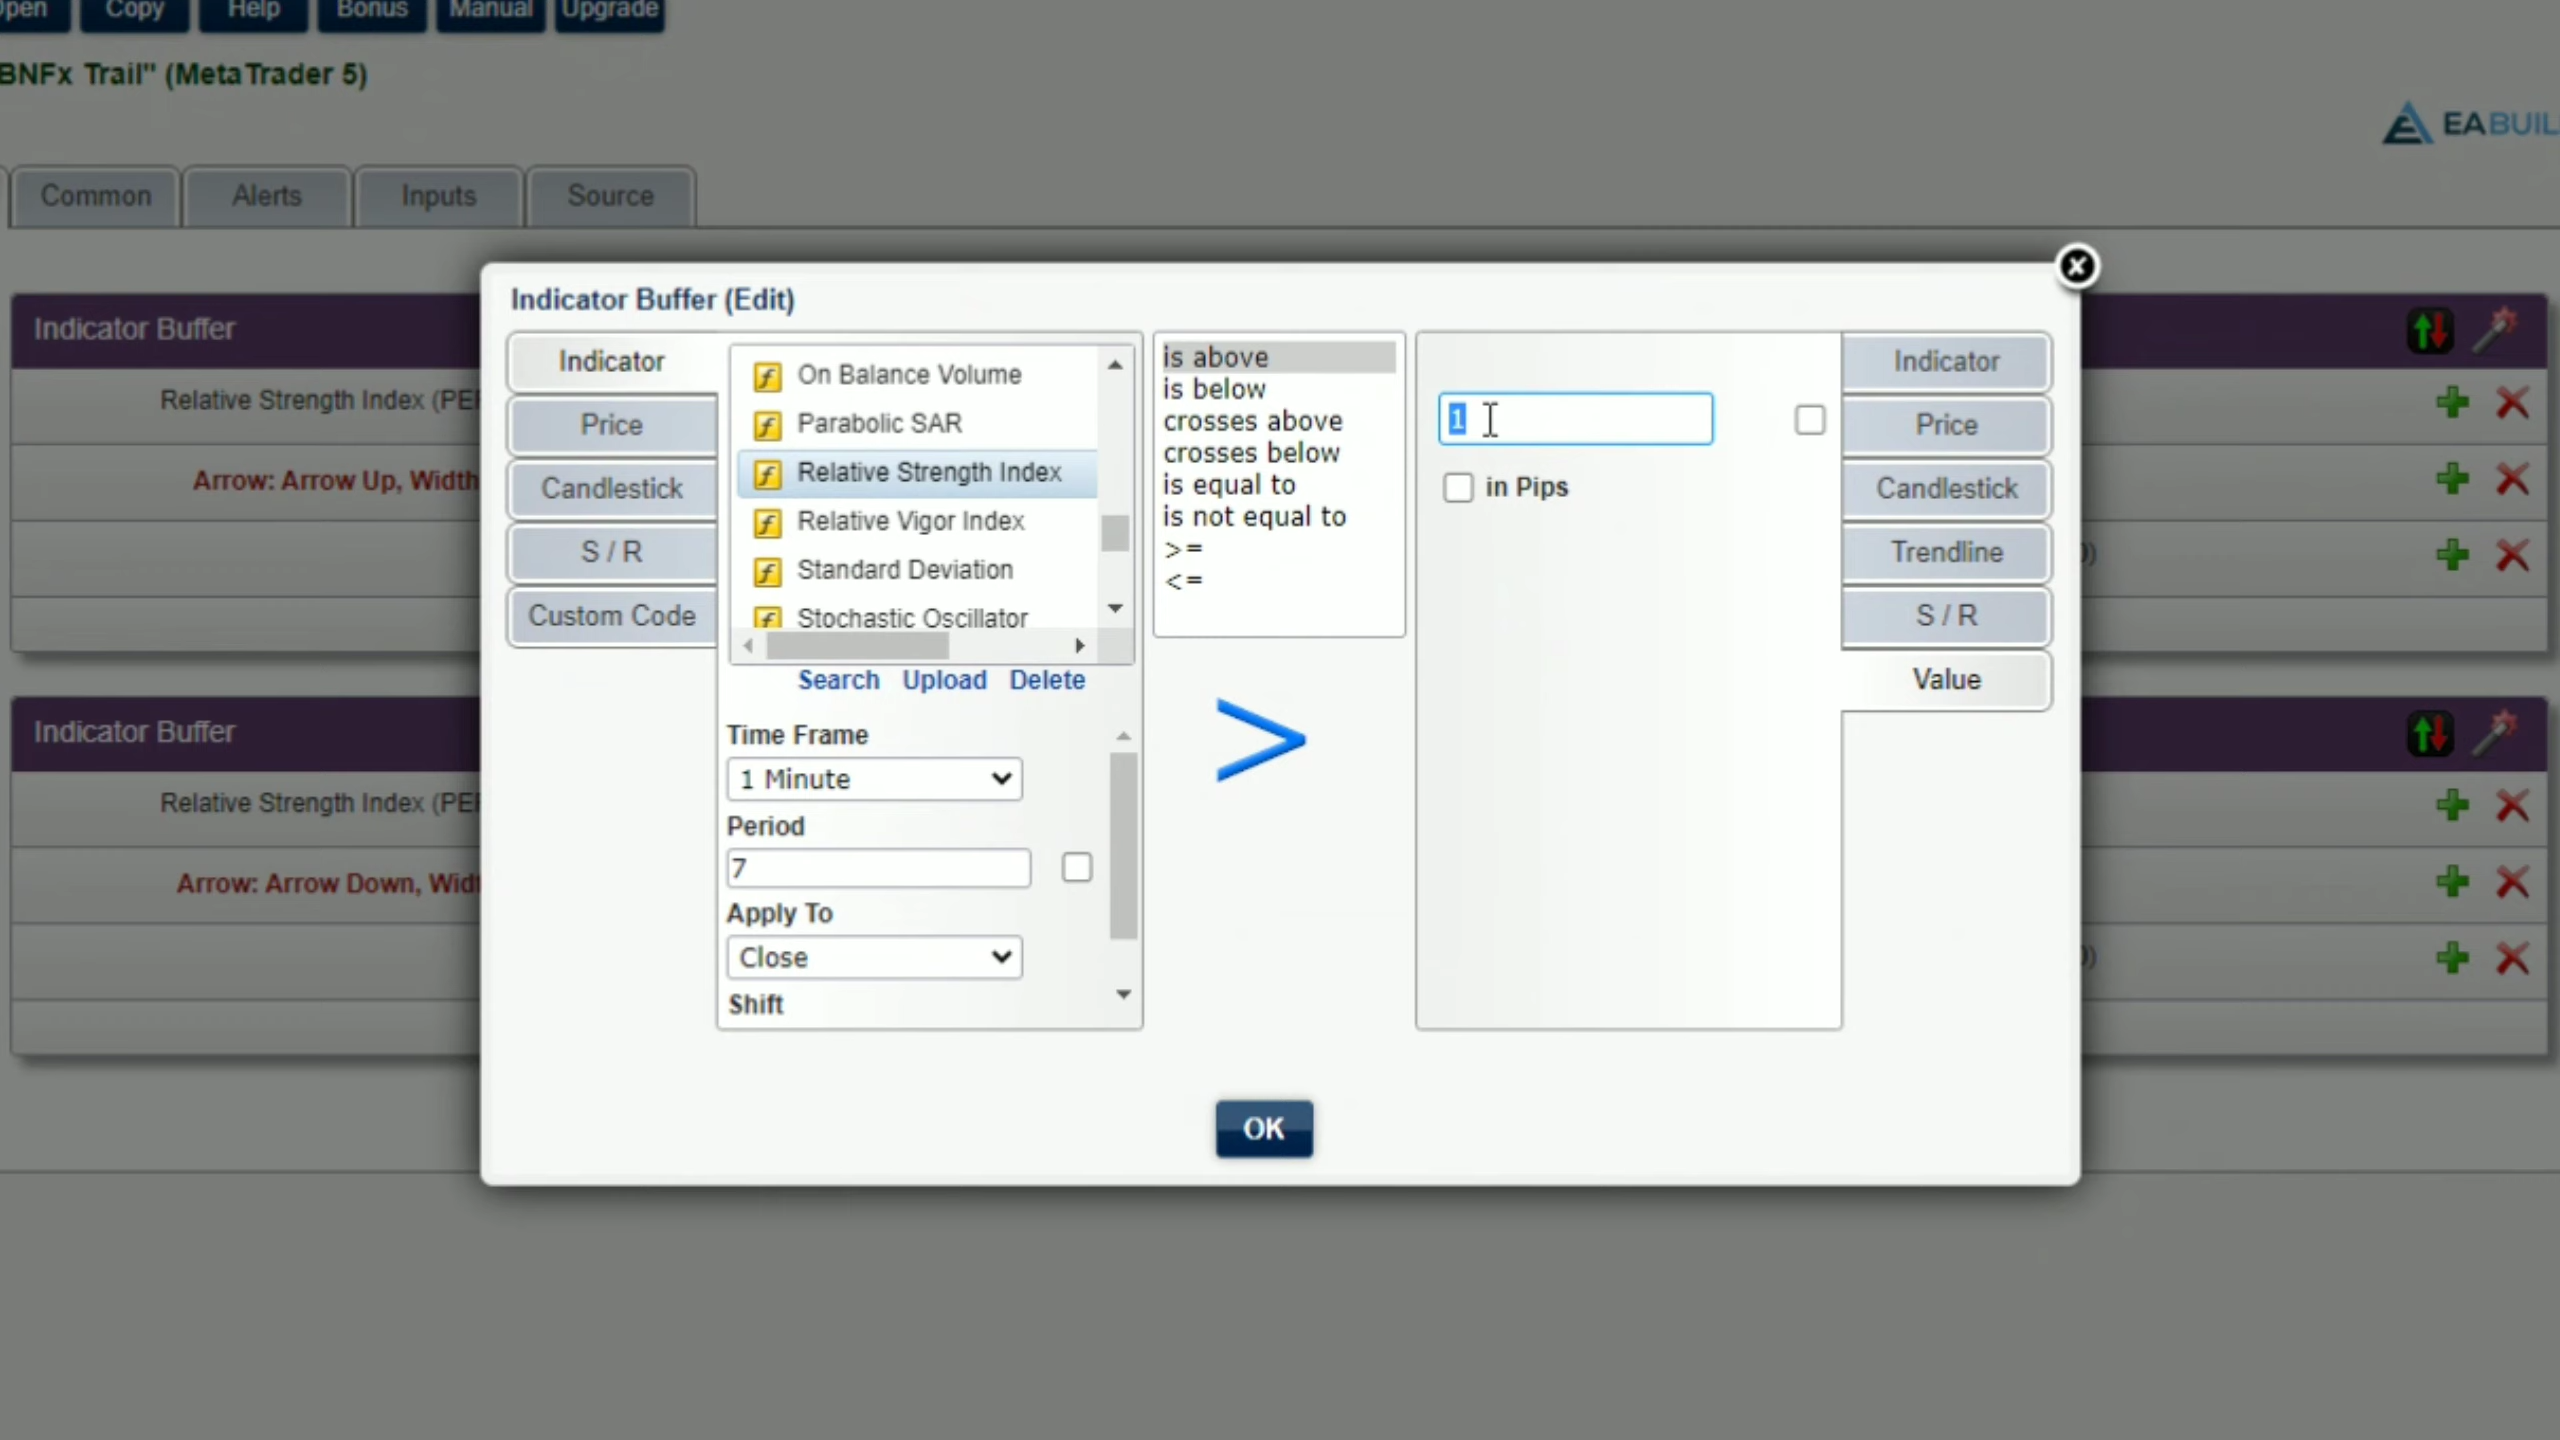 Copy Help Bonus Manual Upgrade
BNFx Trail" (MetaTrader 5)
EABUIL
Common Alerts Inputs Source
Indicator Buffer (Edit)
Indicator Buffer
Relative Strength Index (PE
Arrow: Arrow Up, Width
Indicator Buffer
Relative Strength Index (PE
Arrow: Arrow Down, Widt
Indicator
Price
Candlestick
S / R
Custom Code
On Balance Volume
Parabolic SAR
Relative Strength Index
Relative Vigor Index
Standard Deviation
Stochastic Oscillator
Search Upload Delete
Time Frame
1 Minute
Period
7
Apply To
Close
Shift
is above
is below
crosses above
crosses below
is equal to
is not equal to
>=
<=
>
1
in Pips
Indicator
Price
Candlestick
Trendline
S / R
Value
OK